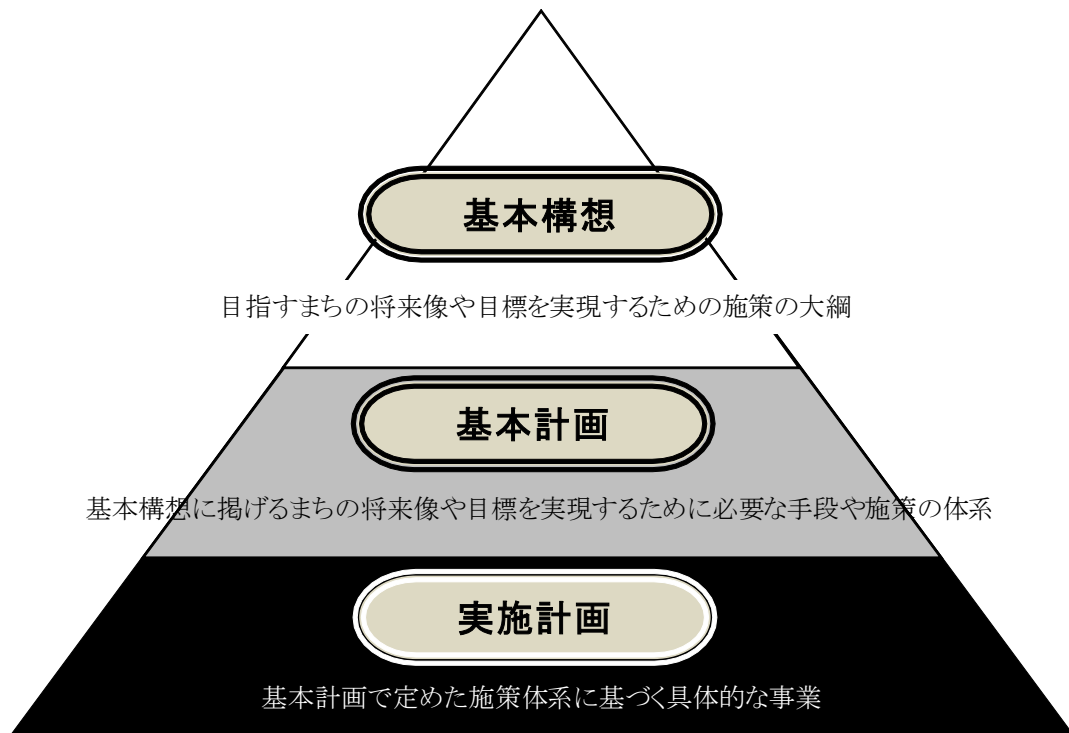 基本構想
目指すまちの将来像や目標を実現するための施策の大綱
基本計画
基本構想に掲げるまちの将来像や目標を実現するために必要な手段や施策の体系
実施計画
基本計画で定めた施策体系に基づく具体的な事業